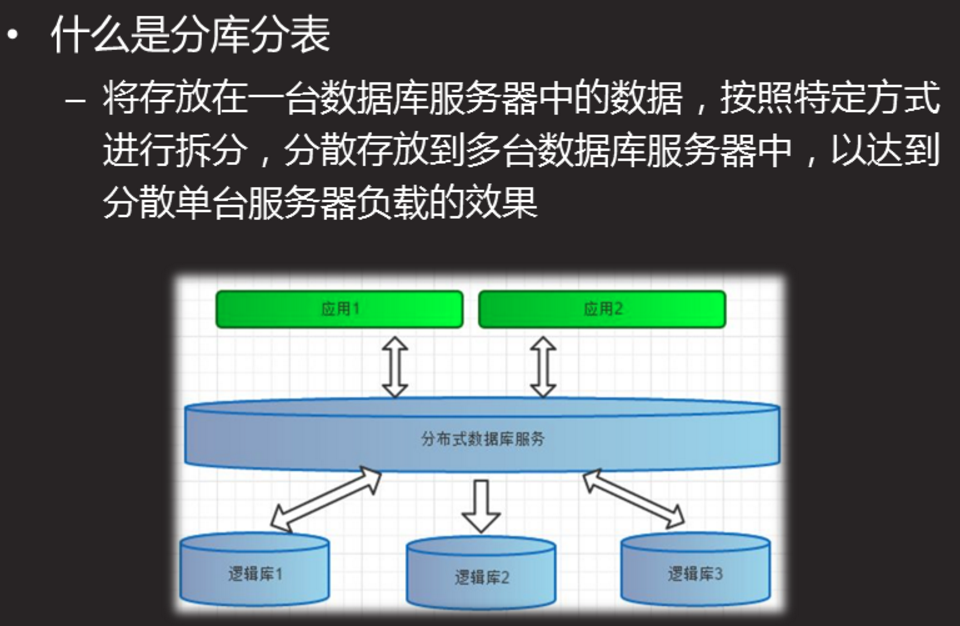 • 什么是分库分表
– 将存放在一台数据库服务器中的数据，按照特定方式
进行拆分，分散存放到多台数据库服务器中，以达到
分散单台服务器负载的效果
应用1
应用2
分布式数据库服务
逻辑库1
逻辑库2
逻辑库3